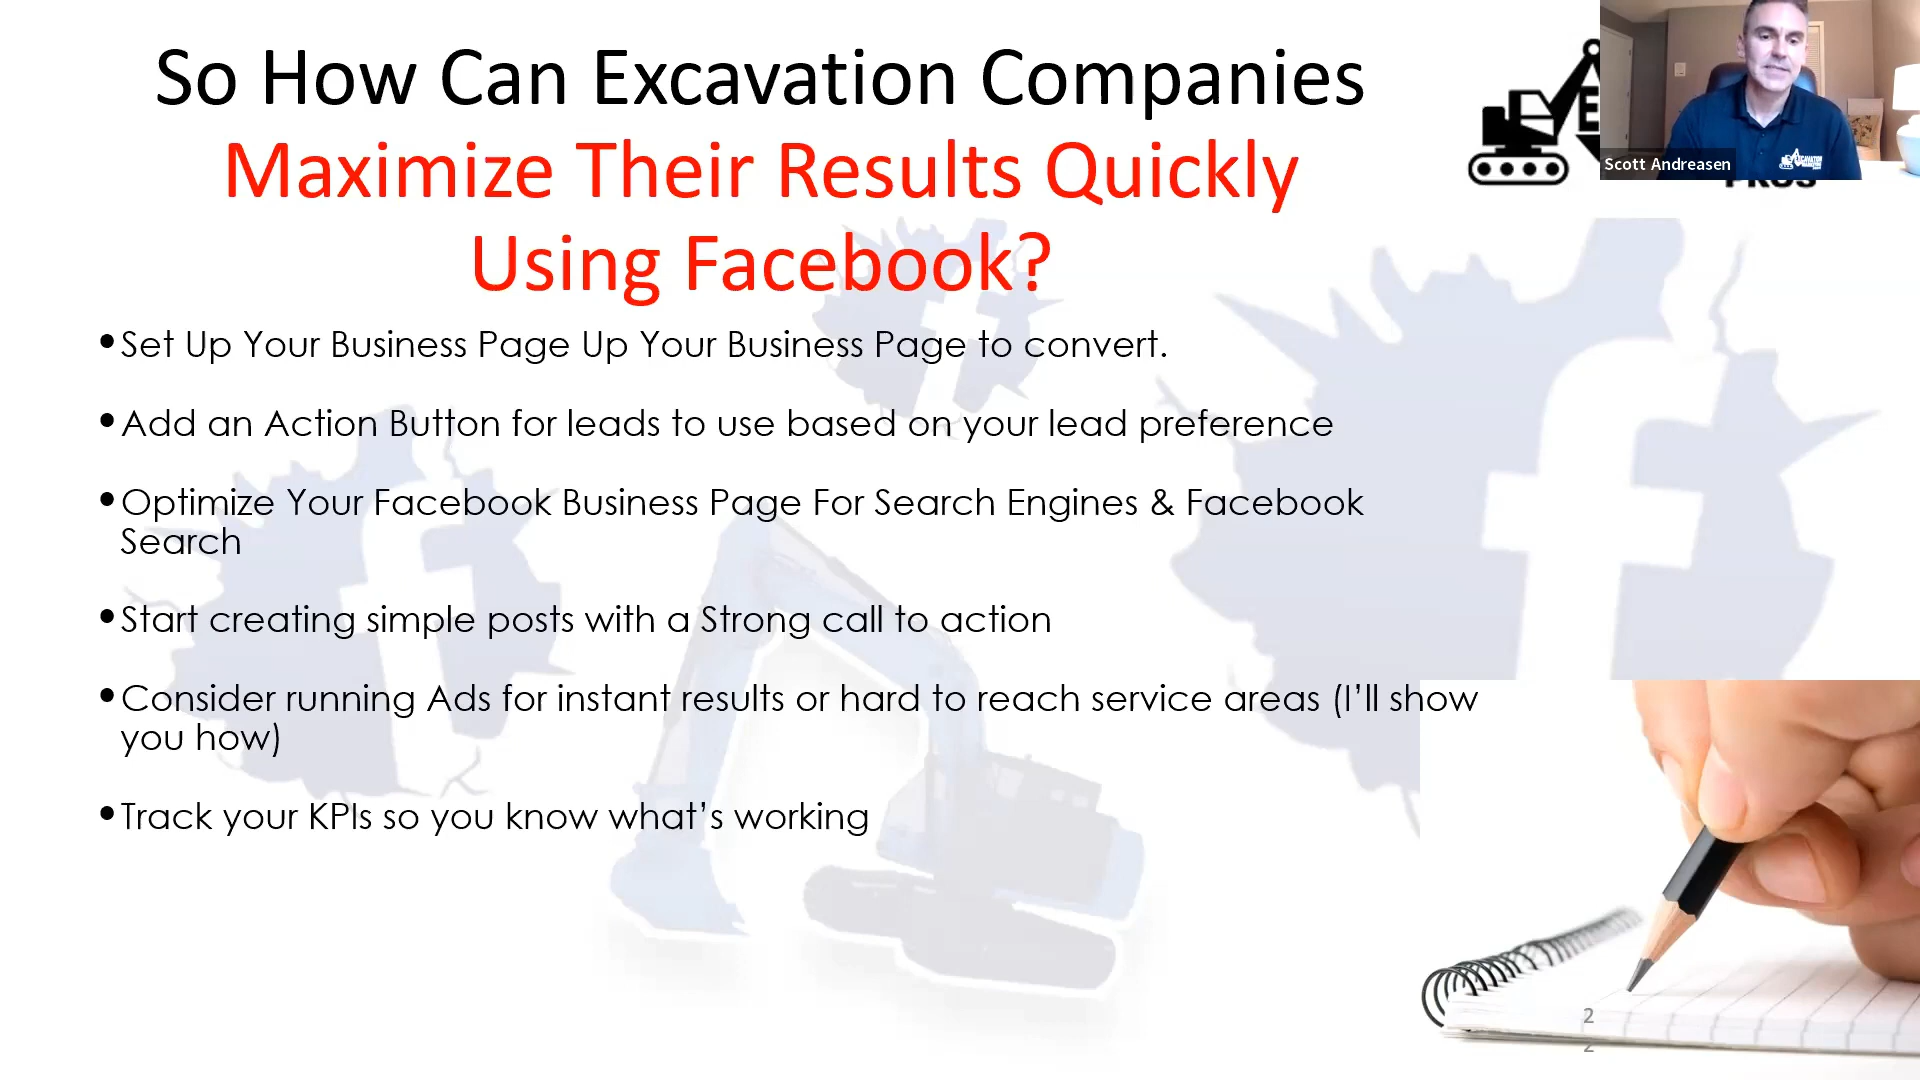 So How Can Excavation Companies
Maximize Their Results Quickly
Using Facebook?
Scott Andreasen
•Set Up Your Business Page Up Your Business Page to convert.
•Add an Action Button for leads to use based on your lead preference
•Optimize Your Facebook Business Page For Search Engines & Facebook
Search
•Start creating simple posts with a Strong call to action
•Consider running Ads for instant results or hard to reach service areas (I’ll show
you how)
•Track your KPIs so you know what’s working
2
2